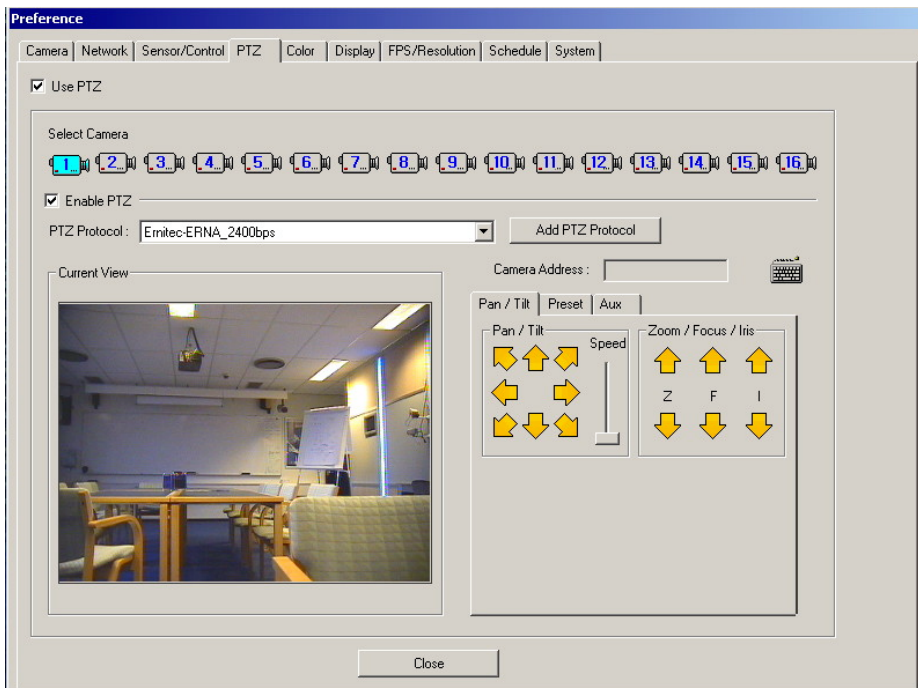 Preference
Camera Network Sensor/Control PTZ Color Display FPS/Resolution Schedule System
Use PTZ
Select Camera
1 2 3 4 5 6 7 8 9 10 11 12 13 14 15 16
Enable PTZ
PTZ Protocol : Ernitec-ERNA_2400bps Add PTZ Protocol
Current View
Camera Address :
Pan / Tilt Preset Aux
Pan / Tilt Speed Zoom / Focus / Iris
Z F I
Close